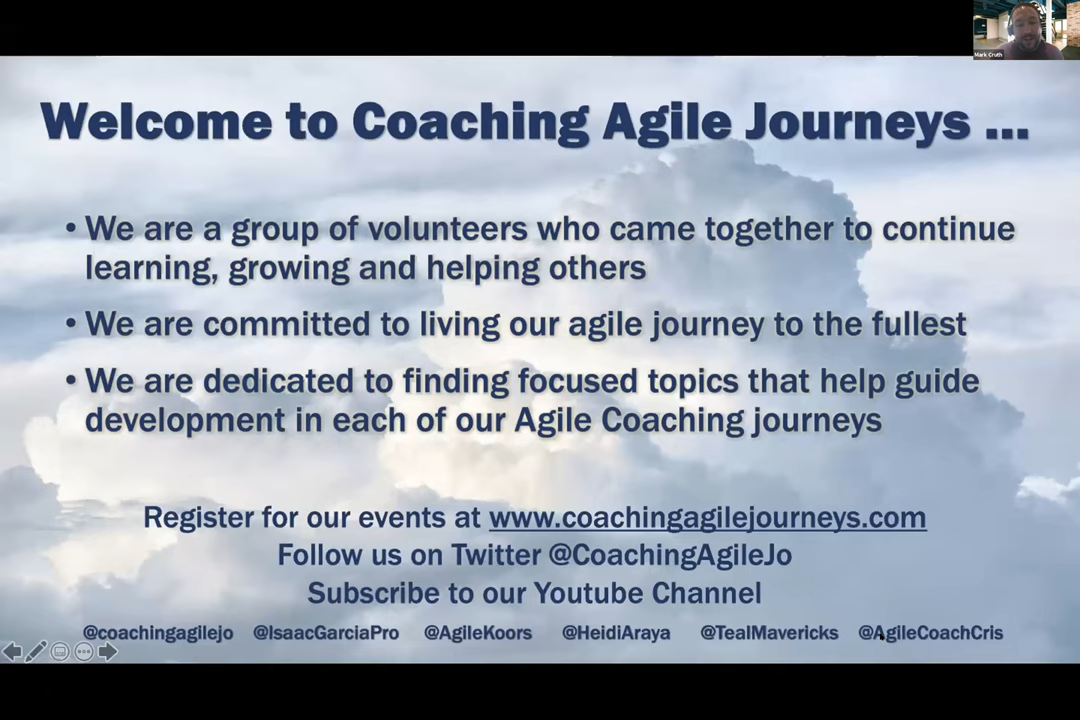 Mark Cruth
Welcome to Coaching Agile Journeys ...
• We are a group of volunteers who came together to continue
learning, growing and helping others
• We are committed to living our agile journey to the fullest
• We are dedicated to finding focused topics that help guide
development in each of our Agile Coaching journeys
Register for our events at www.coachingagilejourneys.com
Follow us on Twitter @CoachingAgileJo
Subscribe to our Youtube Channel
@coachingagilejo @IsaacGarciaPro @AgileKoors @HeidiAraya @TealMavericks @AgileCoachCris